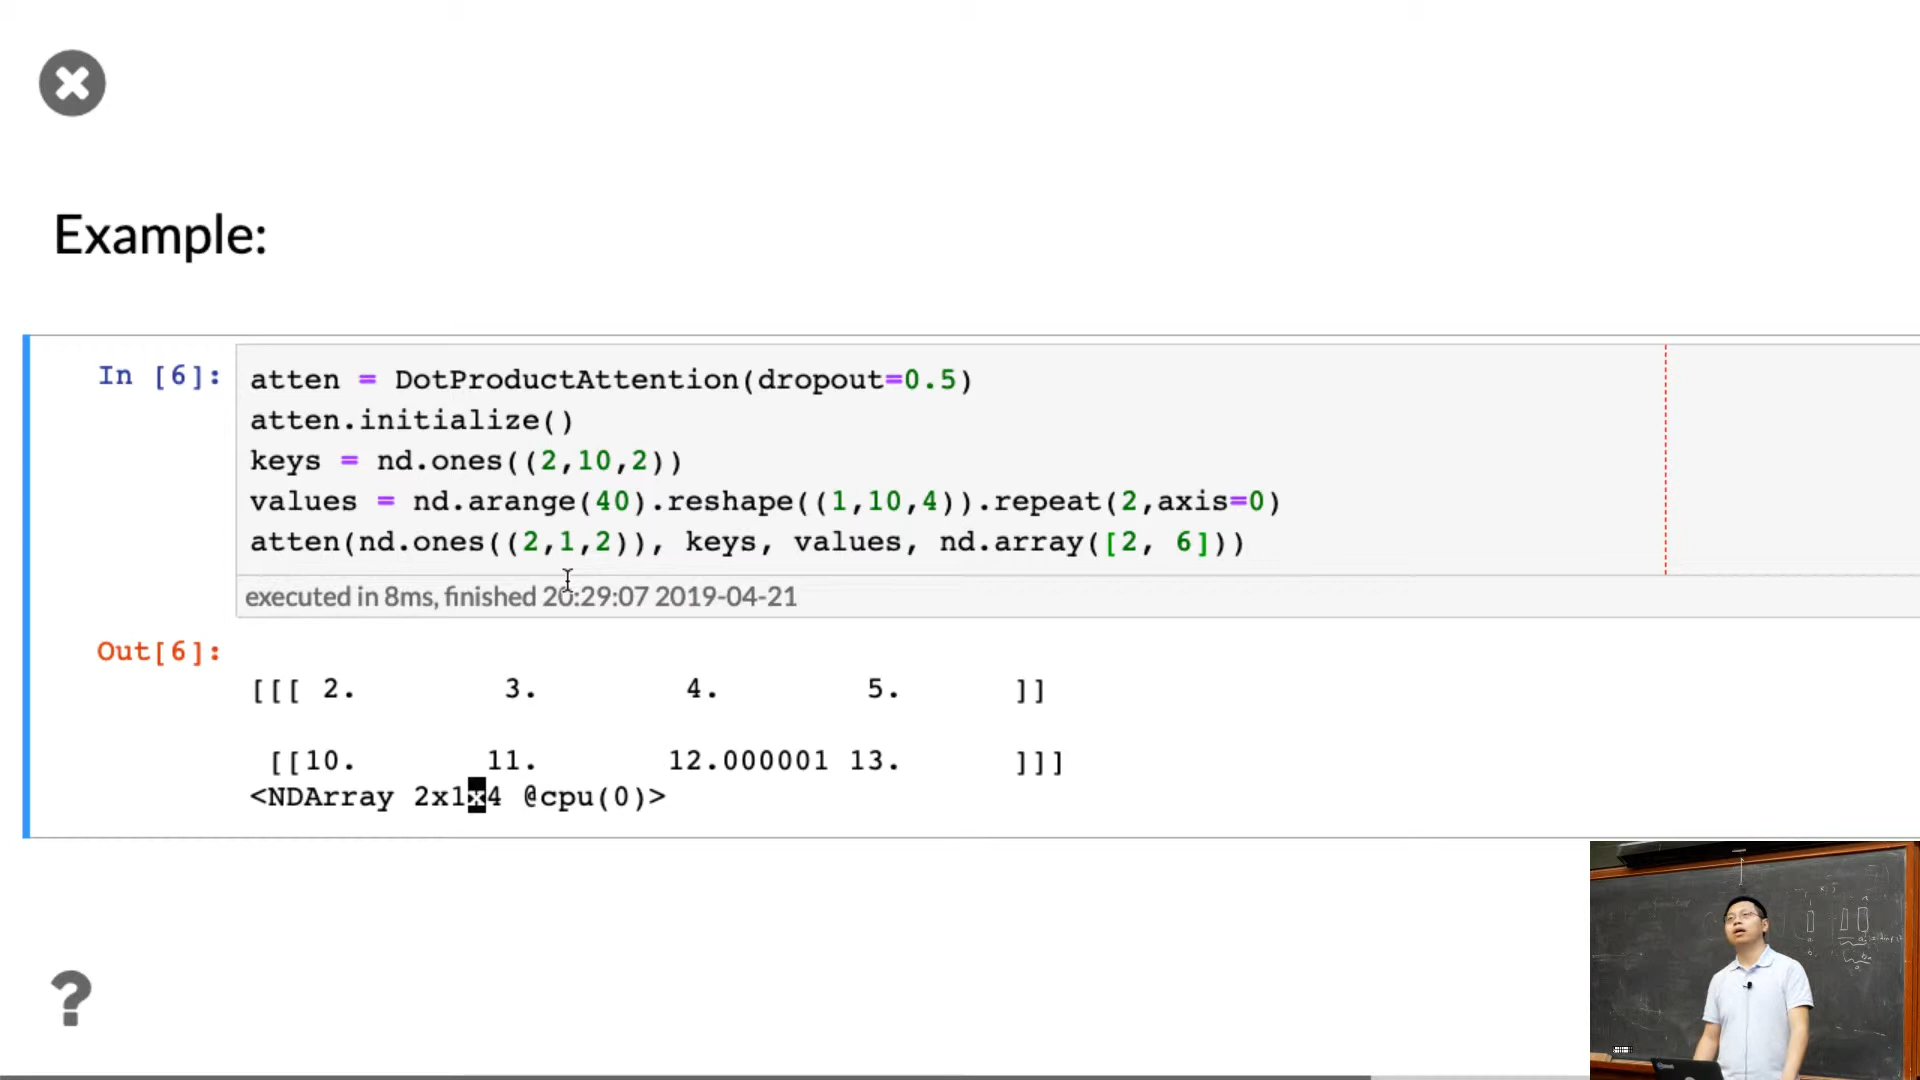 Example:
In [6]:
atten = DotProductAttention(dropout=0.5)
atten.initialize()
keys = nd.ones((2,10,2))
values = nd.arange(40).reshape((1,10,4)).repeat(2,axis=0)
atten(nd.ones((2,1,2)), keys, values, nd.array([2, 6]))
executed in 8ms, finished 20:29:07 2019-04-21
Out[6]:
[[[ 2. 3. 4. 5. ]]
[[10. 11. 12.000001 13. ]]]
<NDArray 2x1x4 @cpu(0)>
?